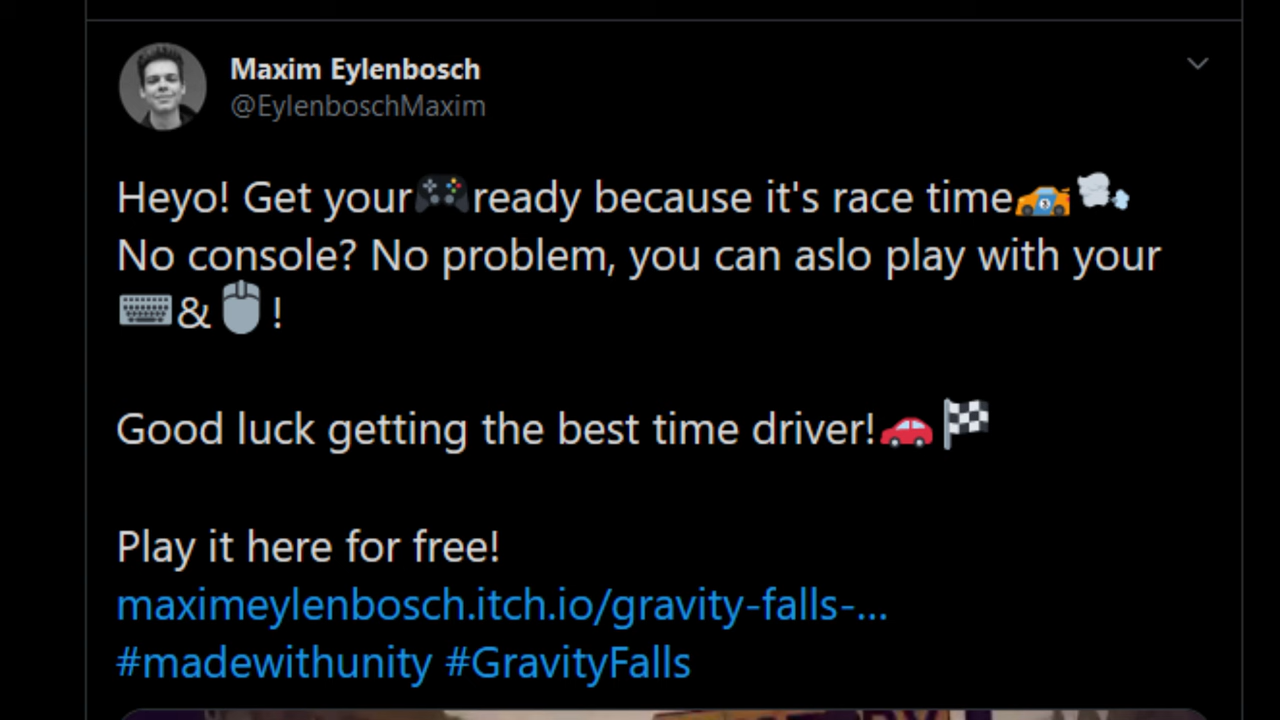 Maxim Eylenbosch
@EylenboschMaxim
Heyo! Get your🎮ready because it's race time🏎💨
No console? No problem, you can aslo play with your
⌨&🖱!
Good luck getting the best time driver!🚗🏁
Play it here for free!
maximeylenbosch.itch.io/gravity-falls-...
#madewithunity #GravityFalls